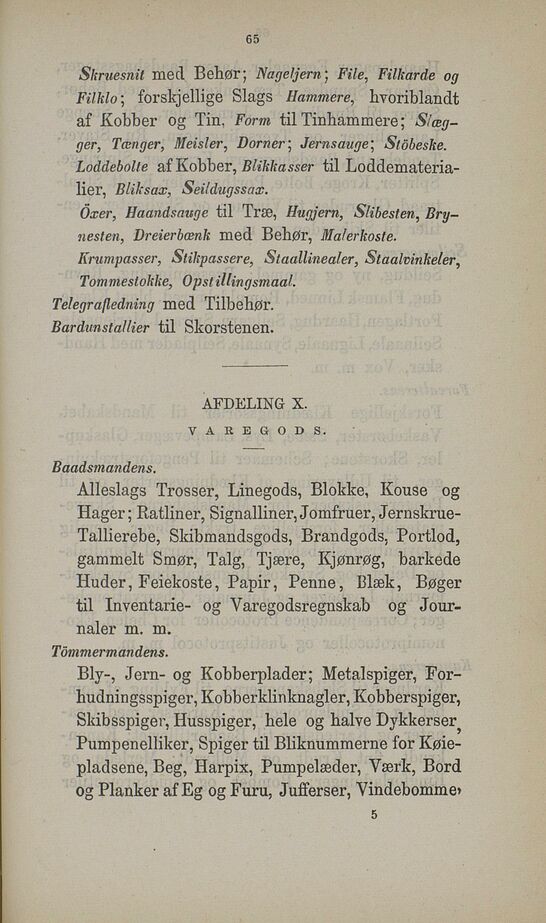 65
Skruesnit med Behør; Nageljern; File, Filkarde og
Filklo; forskjellige Slags Hammere, hvoriblandt
af Kobber og Tin, Form til Tinhammere; Slæg-
ger, Tænger, Meisler, Dorner; Jernsauge; Stöbeske.
Loddebolte af Kobber, Blikkasser til Loddemateria-
lier, Bliksax, Seildugssax.
Öxer, Haandsauge til Træ, Hugjern, Slibesten, Bry-
nesten, Dreierbænk med Behør, Malerkoste.
Krumpasser, Stikpassere, Staallinealer, Staalvinkeler,
Tommestokke, Opstillingsmaal.
Telegrafledning med Tilbehør.
Bardunstallier til Skorstenen.
AFDELING X.
VAREGODS.
Baadsmandens.
Alleslags Trosser, Linegods, Blokke, Kouse og
Hager; Ratliner, Signalliner, Jomfruer, Jernskrue-
Tallierebe, Skibmandsgods, Brandgods, Portlod,
gammelt Smør, Talg, Tjære, Kjønrøg, barkede
Huder, Feiekoste, Papir, Penne, Blæk, Bøger
til Inventarie- og Varegodsregnskab og Jour-
naler m. m.
Tömmermandens.
Bly-, Jern- og Kobberplader; Metalspiger, For-
hudningsspiger, Kobberklinknagler, Kobberspiger,
Skibsspiger, Husspiger, hele og halve Dykkerser,
Pumpenelliker, Spiger til Bliknummerne for Køie-
pladsene, Beg, Harpix, Pumpelæder, Værk, Bord
og Planker af Eg og Furu, Jufferser, Vindebomme,
5